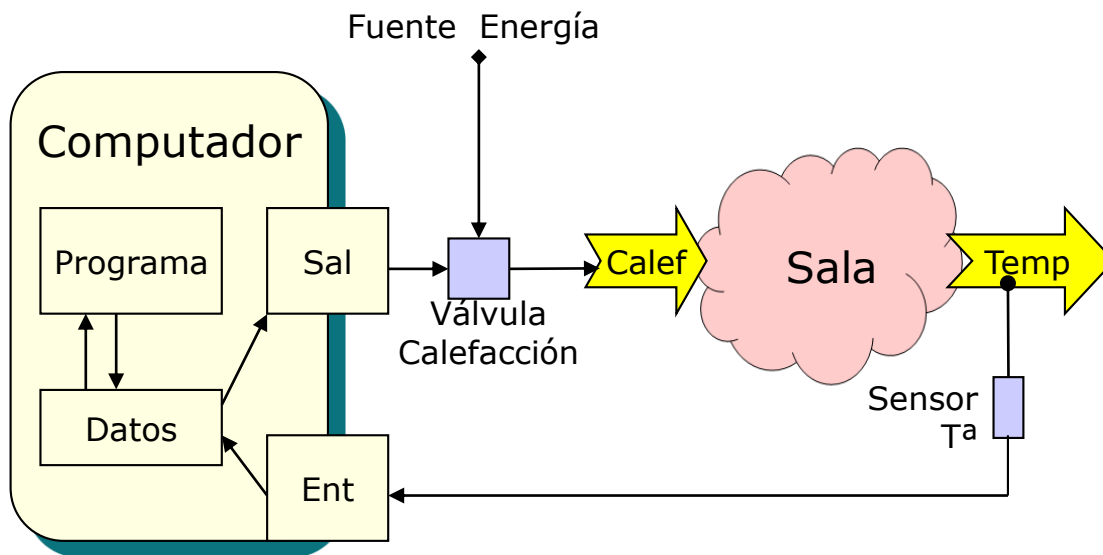 Fuente Energía
Computador
Programa
Sal
Calef
Sala
Temp
Válvula
Calefacción
Datos
Sensor
Tª
Ent